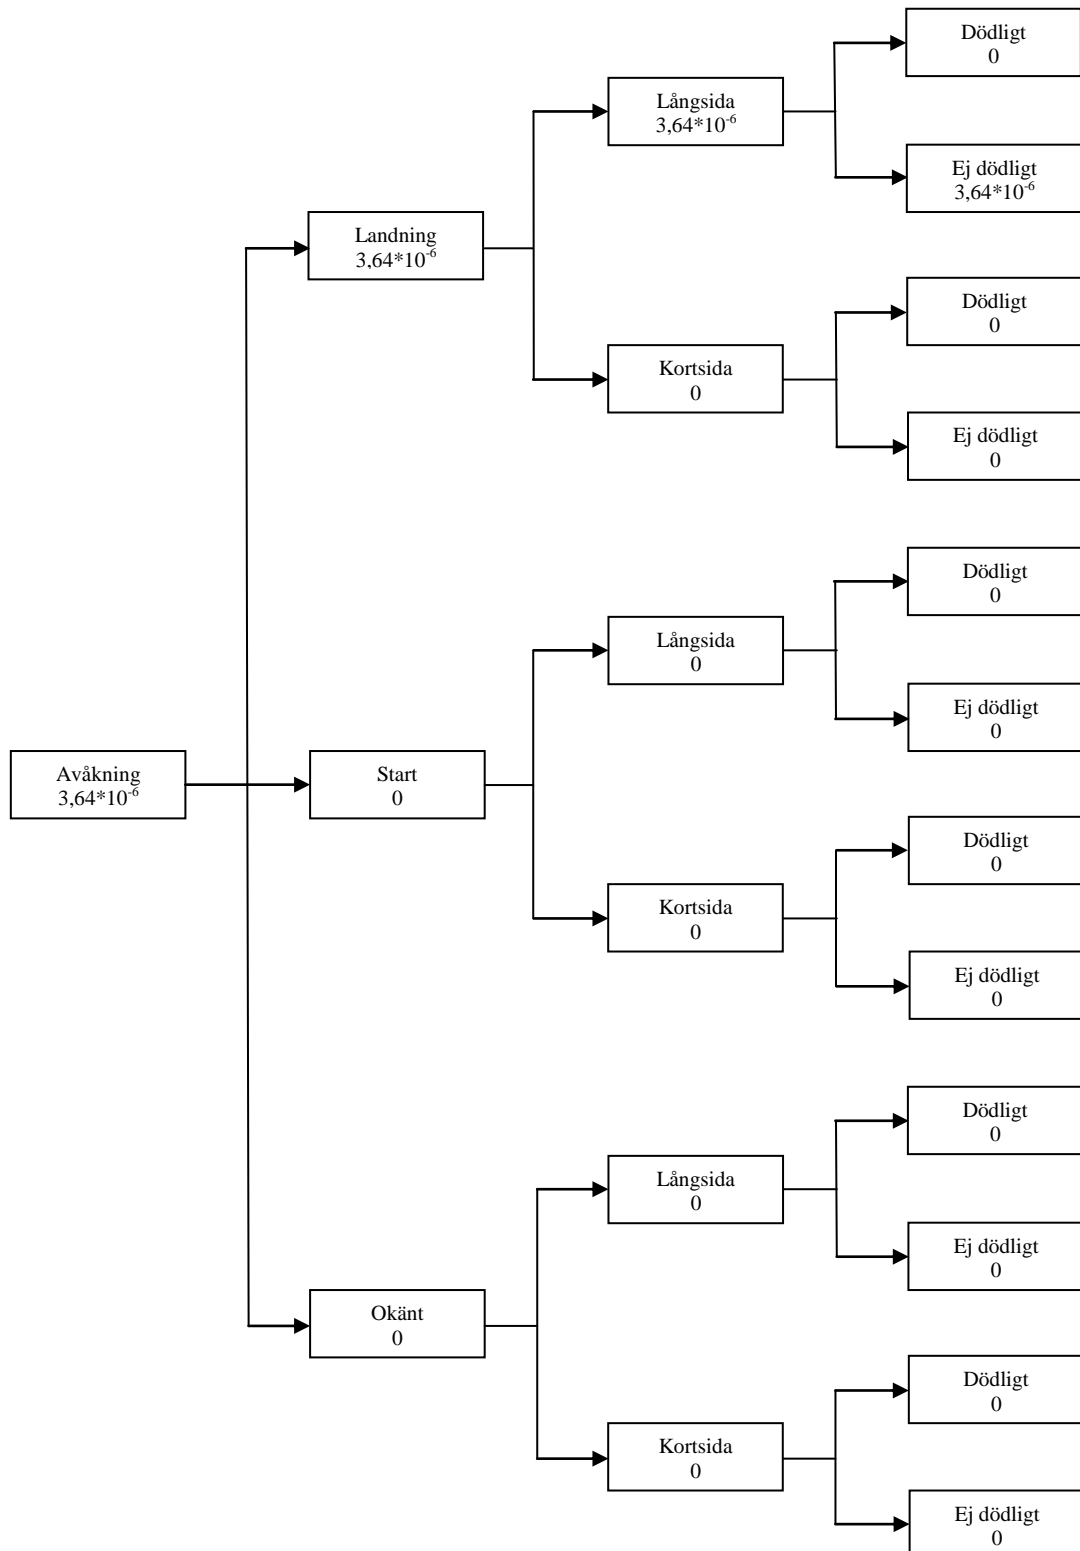 Dödligt
0
Långsida
3,64*10⁻⁶
Ej dödligt
3,64*10⁻⁶
Landning
3,64*10⁻⁶
Dödligt
0
Kortsida
0
Ej dödligt
0
Dödligt
0
Långsida
0
Ej dödligt
0
Avåkning
3,64*10⁻⁶
Start
0
Dödligt
0
Kortsida
0
Ej dödligt
0
Dödligt
0
Långsida
0
Ej dödligt
0
Okänt
0
Dödligt
0
Kortsida
0
Ej dödligt
0